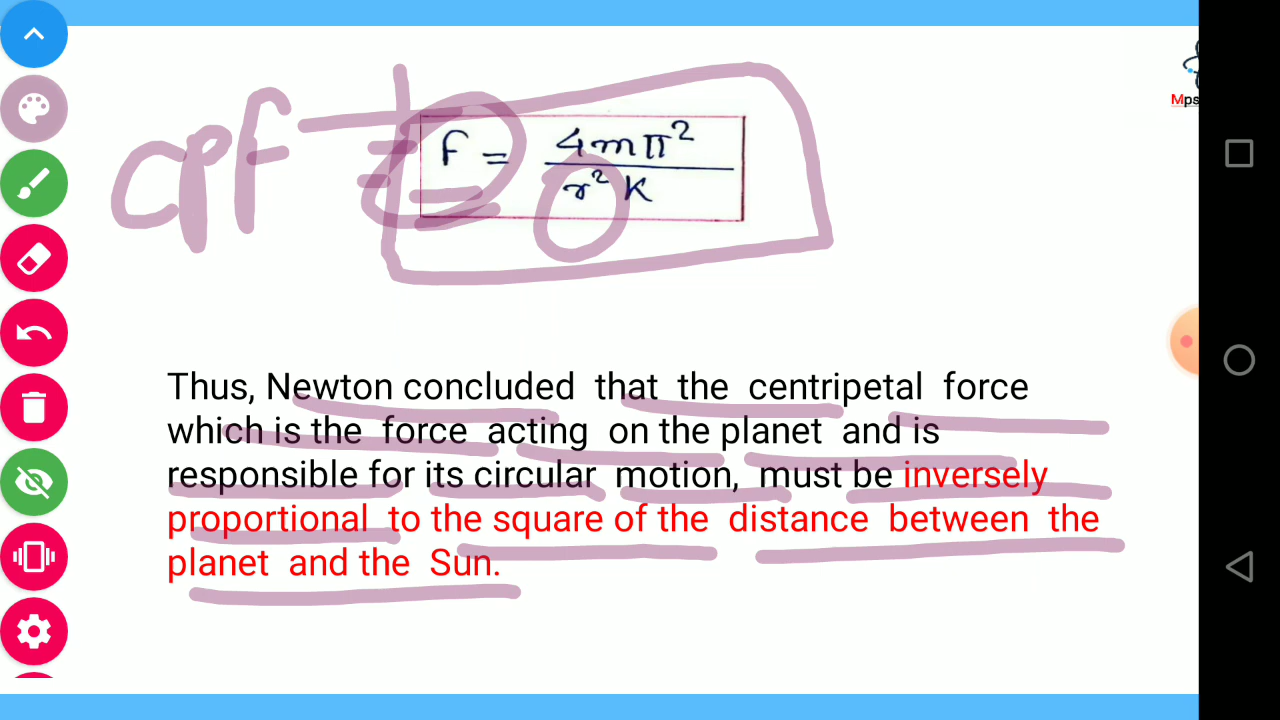 Mps
cpf
F = 4mπ² / r² K
Thus, Newton concluded that the centripetal force
which is the force acting on the planet and is
responsible for its circular motion, must be inversely
proportional to the square of the distance between the
planet and the Sun.